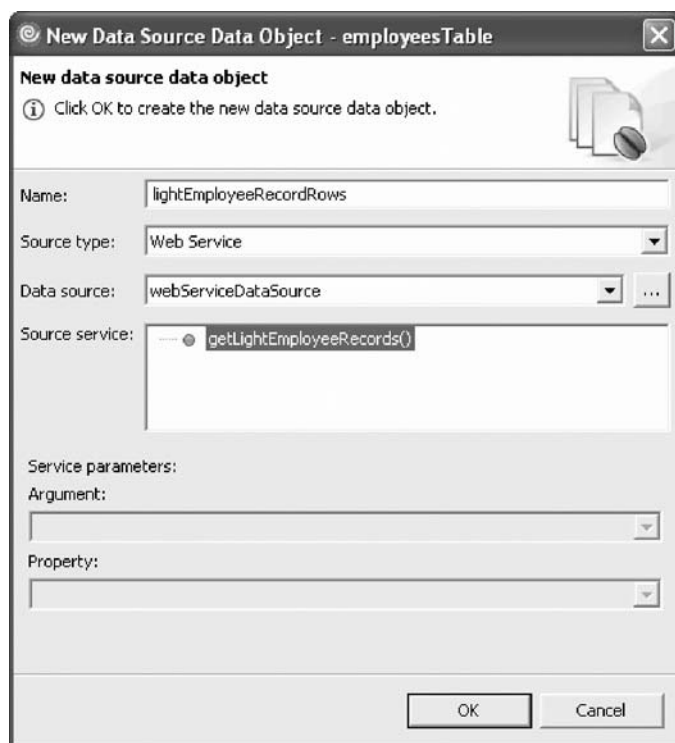 New Data Source Data Object - employeesTable
New data source data object
Click OK to create the new data source data object.
Name: lightEmployeeRecordRows
Source type: Web Service
Data source: webServiceDataSource ...
Source service: getLightEmployeeRecords()
Service parameters:
Argument:
Property:
OK Cancel